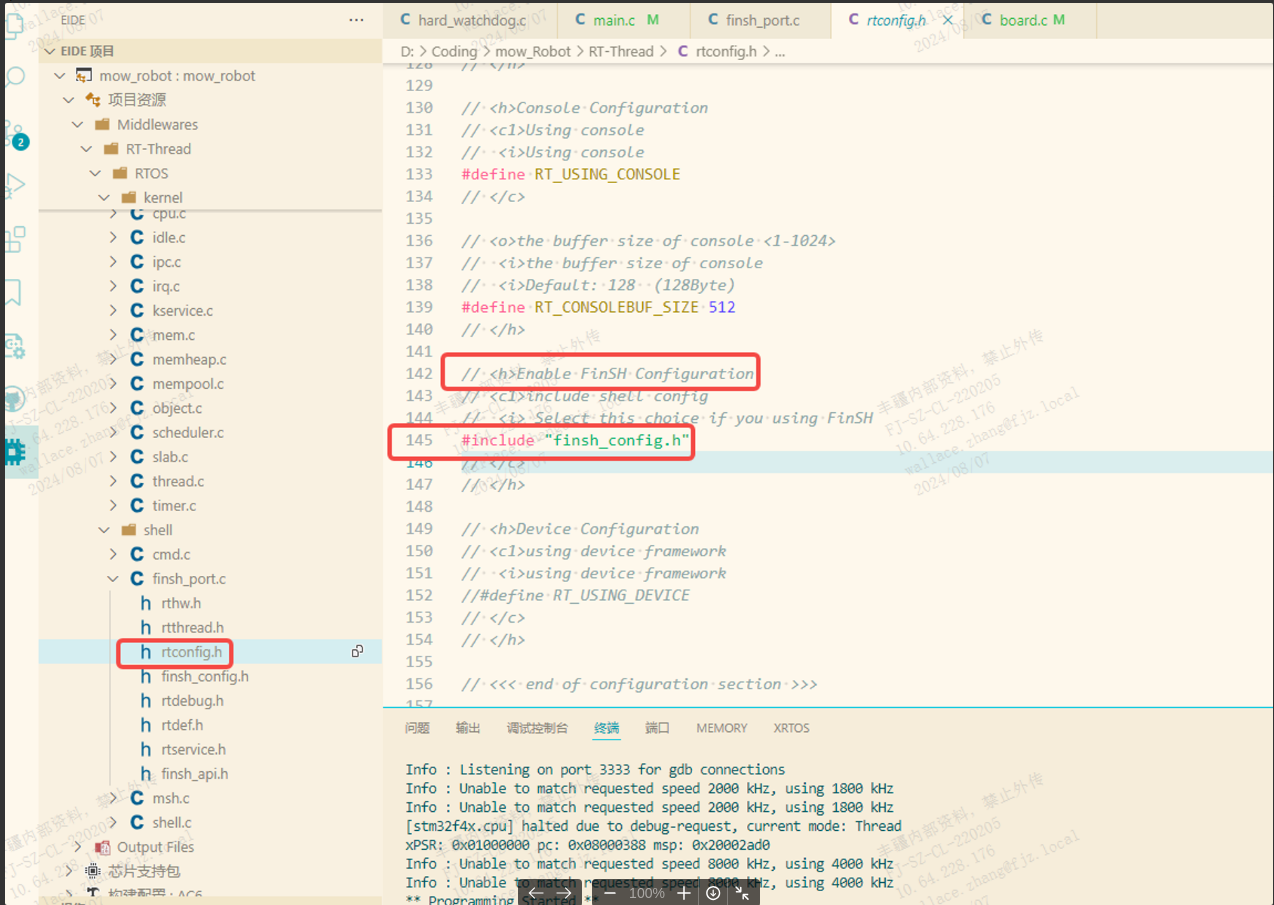 EIDE
EIDE 项目
mow_robot : mow_robot
项目资源
Middlewares
RT-Thread
RTOS
kernel
cpu.c
idle.c
ipc.c
irq.c
kservice.c
mem.c
memheap.c
mempool.c
object.c
scheduler.c
slab.c
thread.c
timer.c
shell
cmd.c
finsh_port.c
rthw.h
rtthread.h
rtconfig.h
finsh_config.h
rtdebug.h
rtdef.h
rtservice.h
finsh_api.h
msh.c
shell.c
Output Files
芯片支持包
构建配置 : AC6
2
hard_watchdog.c
main.c M
finsh_port.c
rtconfig.h
board.c M
D: > Coding > mow_Robot > RT-Thread > C rtconfig.h > ...
128 // </h>
129
130 // <h>Console Configuration
131 // <c1>Using console
132 // <i>Using console
133 #define RT_USING_CONSOLE
134 // </c>
135
136 // <o>the buffer size of console <1-1024>
137 // <i>the buffer size of console
138 // <i>Default: 128 (128Byte)
139 #define RT_CONSOLEBUF_SIZE 512
140 // </h>
141
142 // <h>Enable FinSH Configuration
143 // <c1>include shell config
144 // <i> Select this choice if you using FinSH
145 #include "finsh_config.h"
146 // </c>
147 // </h>
148
149 // <h>Device Configuration
150 // <c1>using device framework
151 // <i>using device framework
152 //#define RT_USING_DEVICE
153 // </c>
154 // </h>
155
156 // <<< end of configuration section >>>
157
问题 输出 调试控制台 终端 端口 MEMORY XRTOS
Info : Listening on port 3333 for gdb connections
Info : Unable to match requested speed 2000 kHz, using 1800 kHz
Info : Unable to match requested speed 2000 kHz, using 1800 kHz
[stm32f4x.cpu] halted due to debug-request, current mode: Thread
xPSR: 0x01000000 pc: 0x08000388 msp: 0x20002ad0
Info : Unable to match requested speed 8000 kHz, using 4000 kHz
Info : Unable to match requested speed 8000 kHz, using 4000 kHz
** Programming Started **
100%
丰疆内部资料，禁止外传
FJ-SZ-CL-220205
10.64.228.176
wallace.zhang@fjz.local
2024/08/07